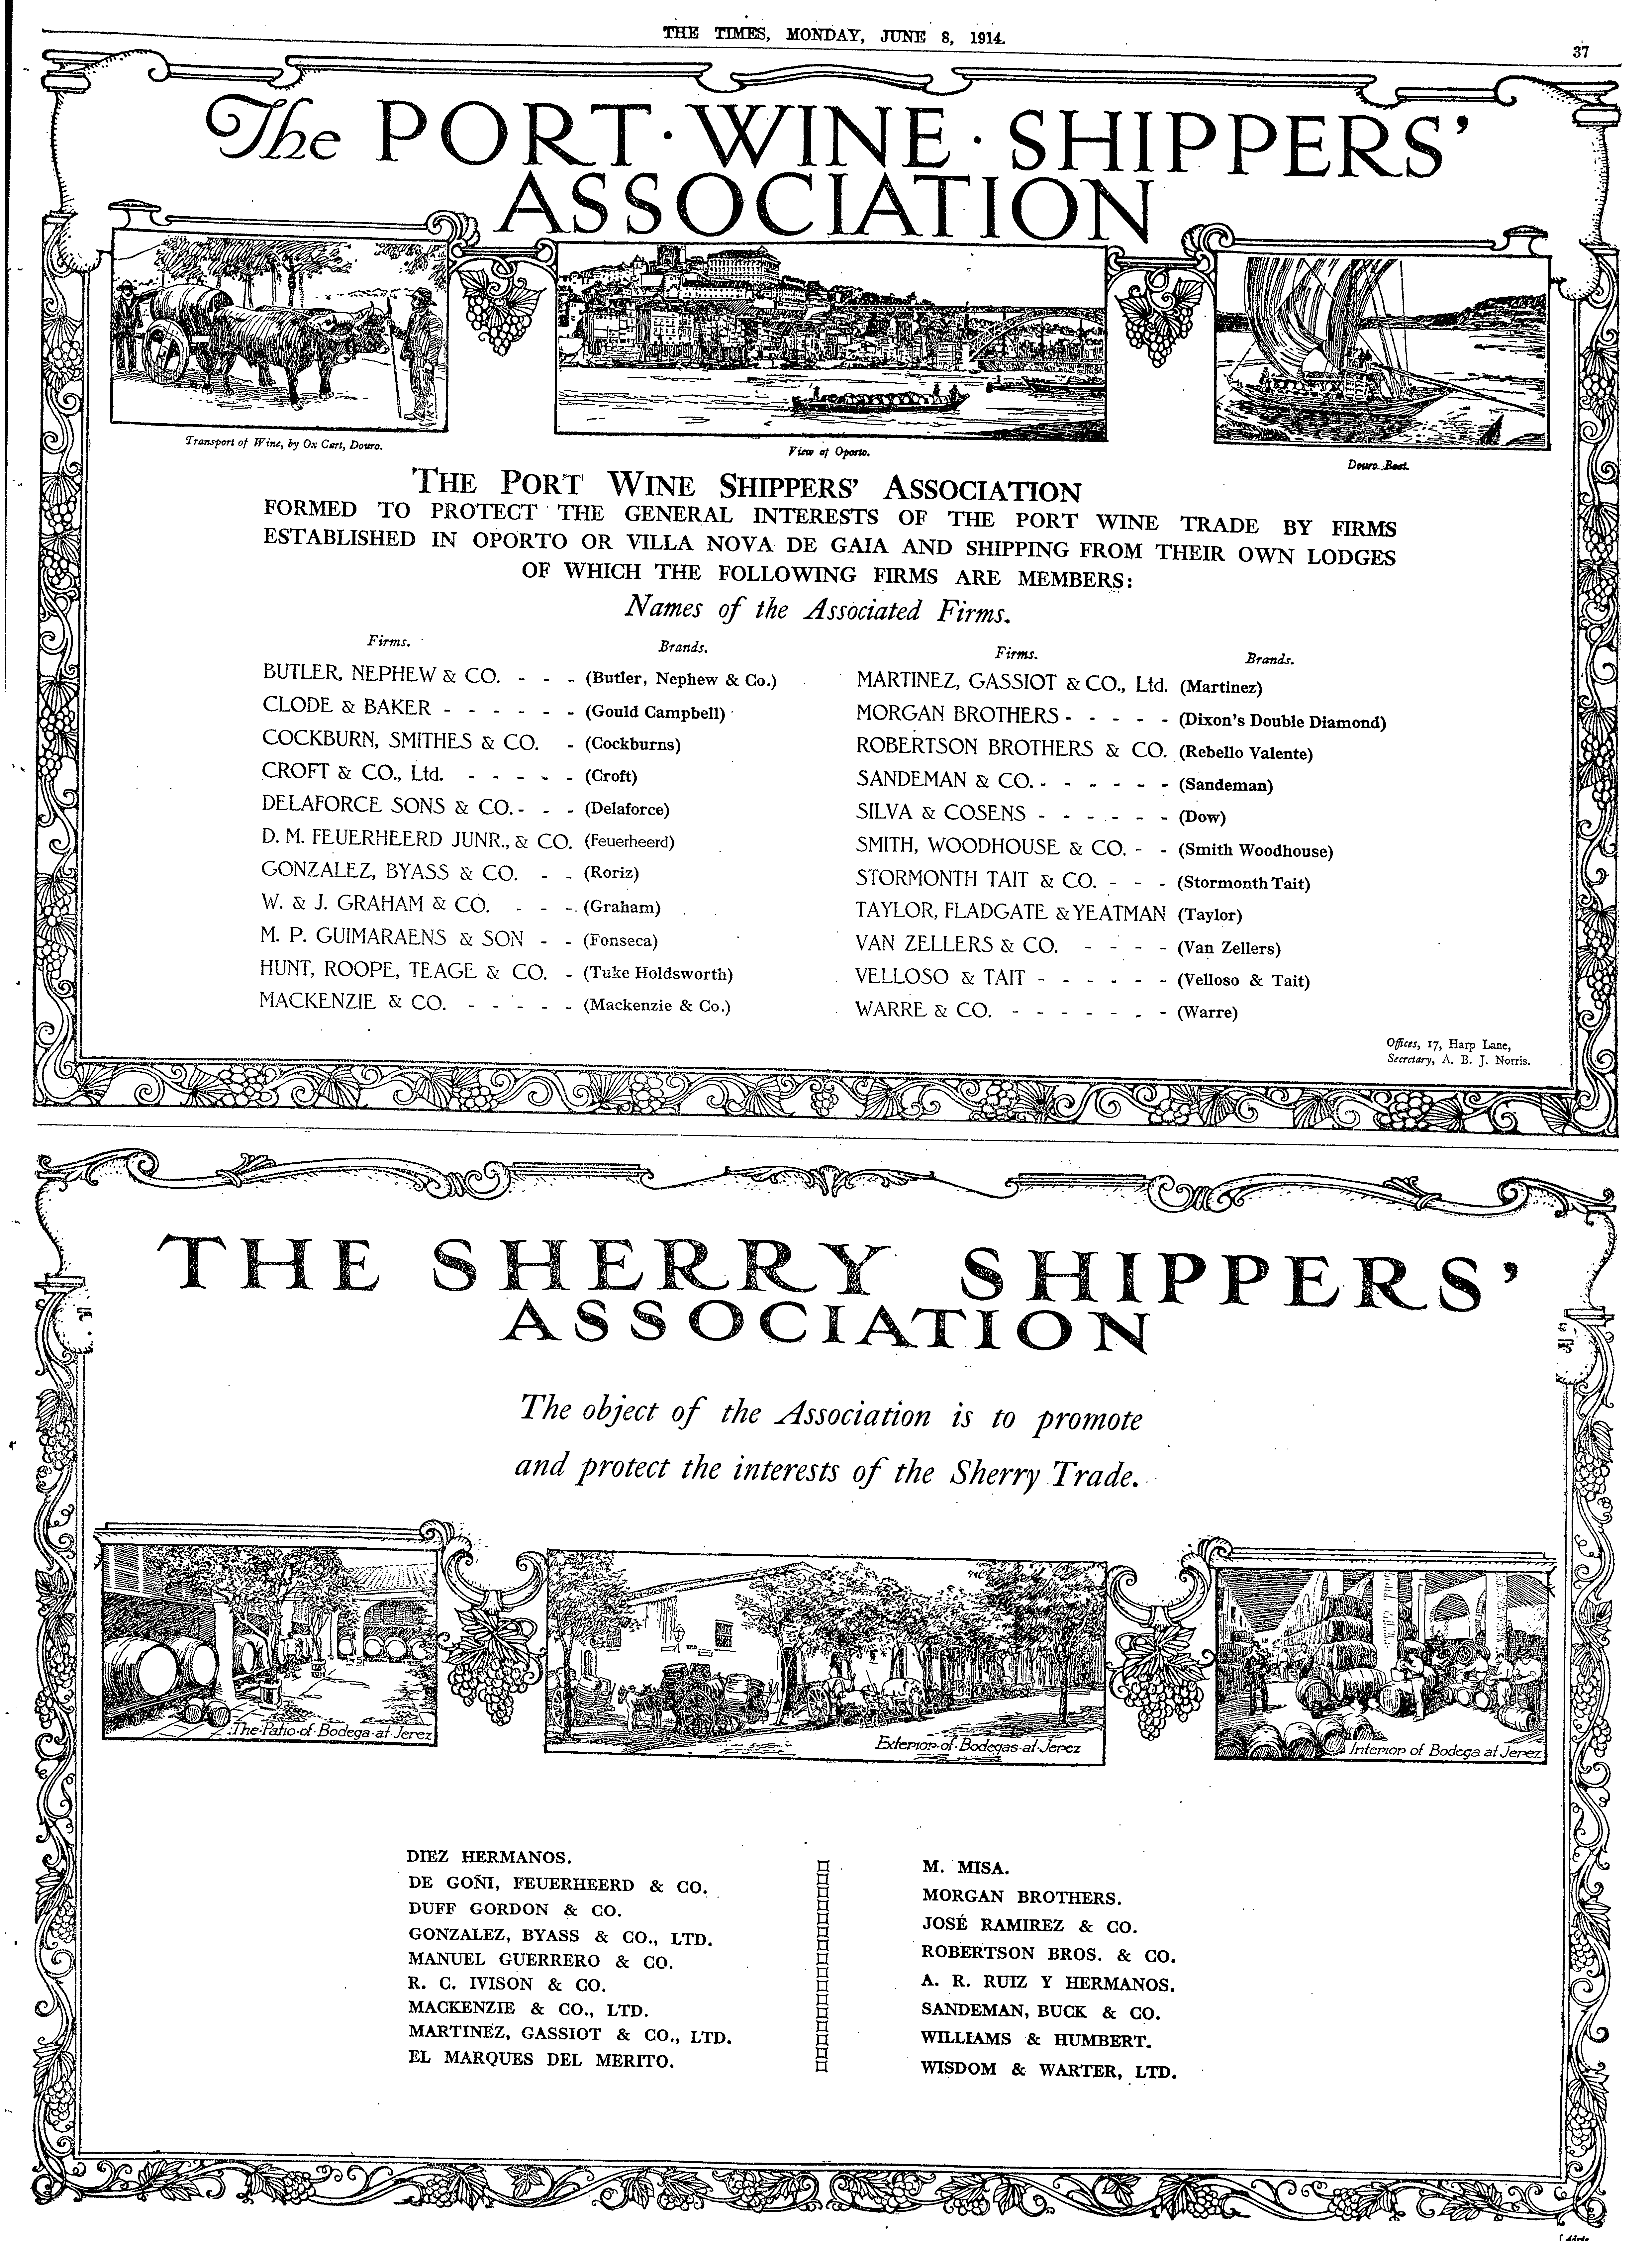 THE TIMES, MONDAY, JUNE 8, 1914.
37
The PORT · WINE · SHIPPERS'
ASSOCIATION
Transport of Wine, by Ox Cart, Douro.
View of Oporto.
Douro Boat.
THE PORT WINE SHIPPERS' ASSOCIATION
FORMED TO PROTECT THE GENERAL INTERESTS OF THE PORT WINE TRADE BY FIRMS
ESTABLISHED IN OPORTO OR VILLA NOVA DE GAIA AND SHIPPING FROM THEIR OWN LODGES
OF WHICH THE FOLLOWING FIRMS ARE MEMBERS:
Names of the Associated Firms.
Firms. Brands.
BUTLER, NEPHEW & CO. - - - (Butler, Nephew & Co.)
CLODE & BAKER - - - - - - (Gould Campbell)
COCKBURN, SMITHES & CO. - (Cockburns)
CROFT & CO., Ltd. - - - - - (Croft)
DELAFORCE SONS & CO. - - - (Delaforce)
D. M. FEUERHEERD JUNR., & CO. (Feuerheerd)
GONZALEZ, BYASS & CO. - - (Roriz)
W. & J. GRAHAM & CO. - - - (Graham)
M. P. GUIMARAENS & SON - - (Fonseca)
HUNT, ROOPE, TEAGE & CO. - (Tuke Holdsworth)
MACKENZIE & CO. - - - - - (Mackenzie & Co.)
Firms. Brands.
MARTINEZ, GASSIOT & CO., Ltd. (Martinez)
MORGAN BROTHERS - - - - - (Dixon's Double Diamond)
ROBERTSON BROTHERS & CO. (Rebello Valente)
SANDEMAN & CO. - - - - - - (Sandeman)
SILVA & COSENS - - - - - - (Dow)
SMITH, WOODHOUSE & CO. - - (Smith Woodhouse)
STORMONTH TAIT & CO. - - - (Stormonth Tait)
TAYLOR, FLADGATE & YEATMAN (Taylor)
VAN ZELLERS & CO. - - - - (Van Zellers)
VELLOSO & TAIT - - - - - - (Velloso & Tait)
WARRE & CO. - - - - - - - (Warre)
Offices, 17, Harp Lane,
Secretary, A. B. J. Norris.
THE SHERRY SHIPPERS'
ASSOCIATION
The object of the Association is to promote
and protect the interests of the Sherry Trade.
The·Patio·of·Bodega·at·Jerez
Exterior·of·Bodegas·at·Jerez
Interior of Bodega at Jerez
DIEZ HERMANOS.
DE GOÑI, FEUERHEERD & CO.
DUFF GORDON & CO.
GONZALEZ, BYASS & CO., LTD.
MANUEL GUERRERO & CO.
R. C. IVISON & CO.
MACKENZIE & CO., LTD.
MARTINEZ, GASSIOT & CO., LTD.
EL MARQUES DEL MERITO.
M. MISA.
MORGAN BROTHERS.
JOSÉ RAMIREZ & CO.
ROBERTSON BROS. & CO.
A. R. RUIZ Y HERMANOS.
SANDEMAN, BUCK & CO.
WILLIAMS & HUMBERT.
WISDOM & WARTER, LTD.